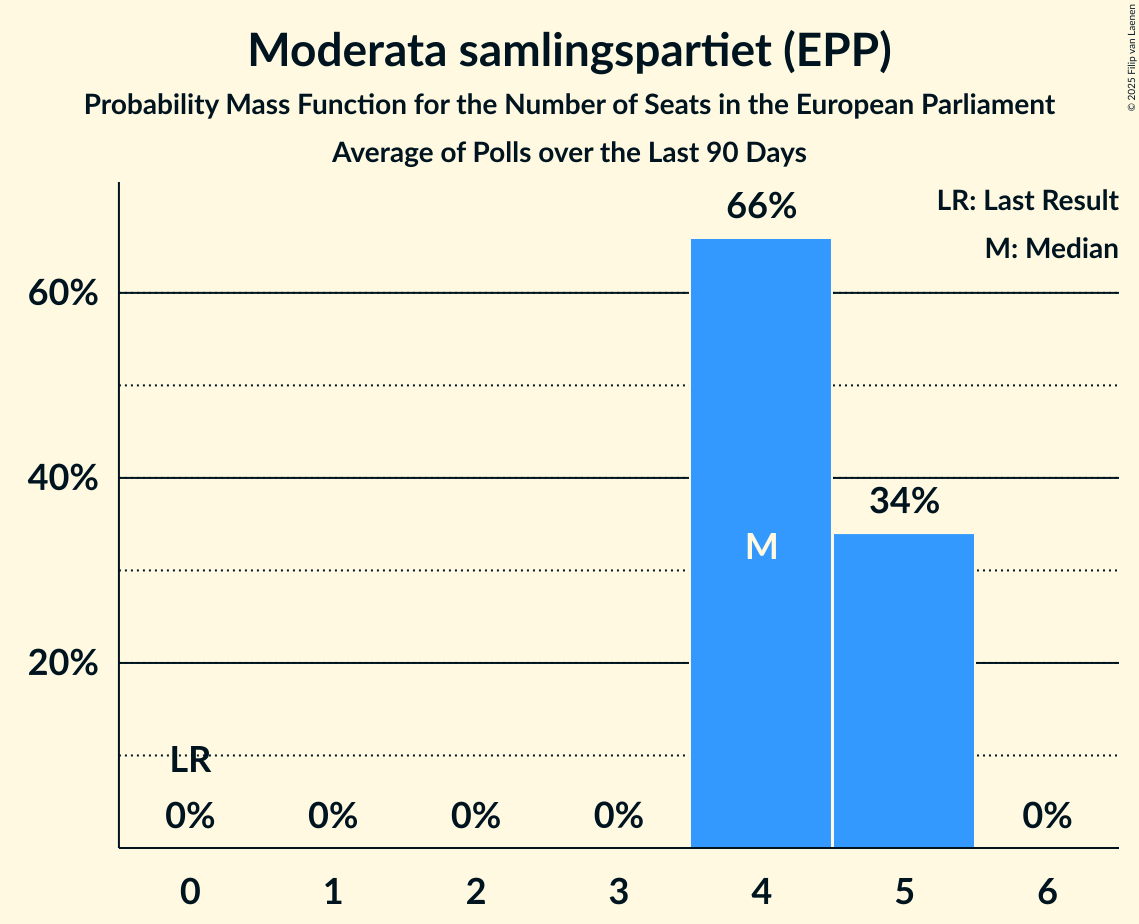 Moderata samlingspartiet (EPP)
Probability Mass Function for the Number of Seats in the European Parliament
Average of Polls over the Last 90 Days
© 2025 Filip van Laenen
LR: Last Result
M: Median
66%
60%
40%
34%
M
20%
LR
0% 0% 0% 0% 0%
0 1 2 3 4 5 6